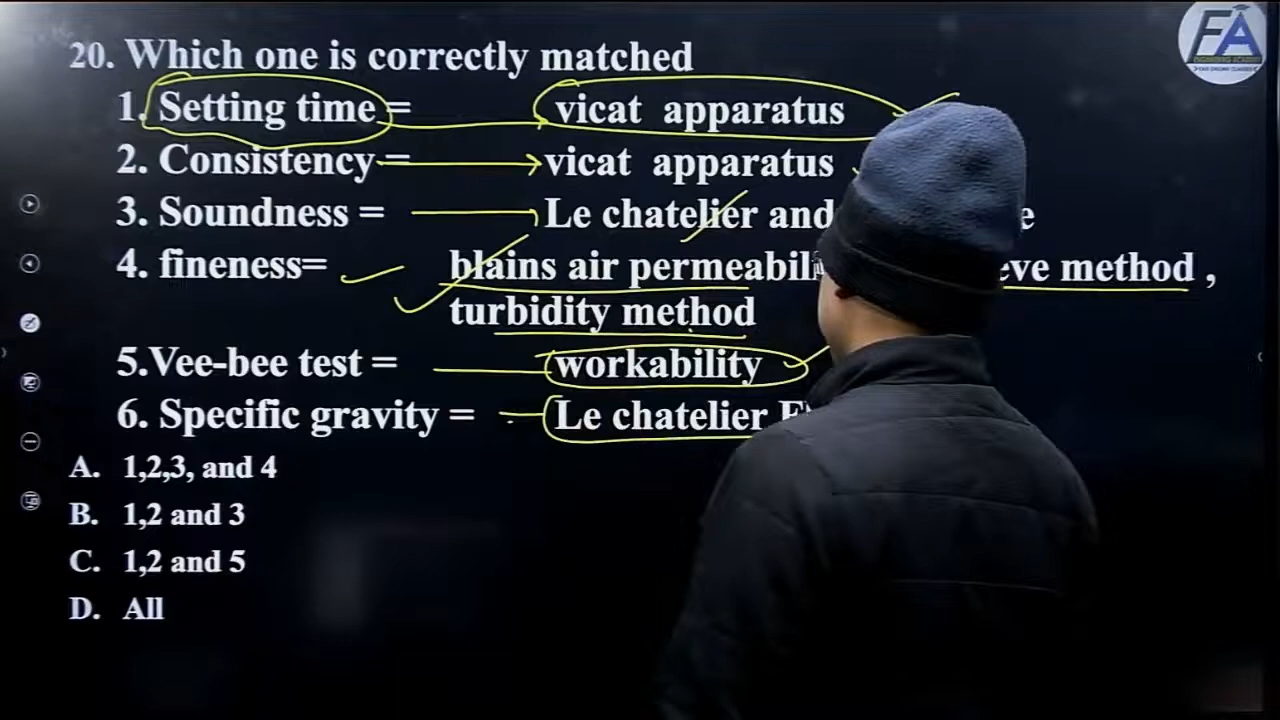 FA
20. Which one is correctly matched
1. Setting time = vicat apparatus
2. Consistency = vicat apparatus
3. Soundness = Le chatelier and
4. fineness= blains air method ,
turbidity method
5.Vee-bee test = workability
6. Specific gravity = Le chatelier
A. 1,2,3, and 4
B. 1,2 and 3
C. 1,2 and 5
D. All